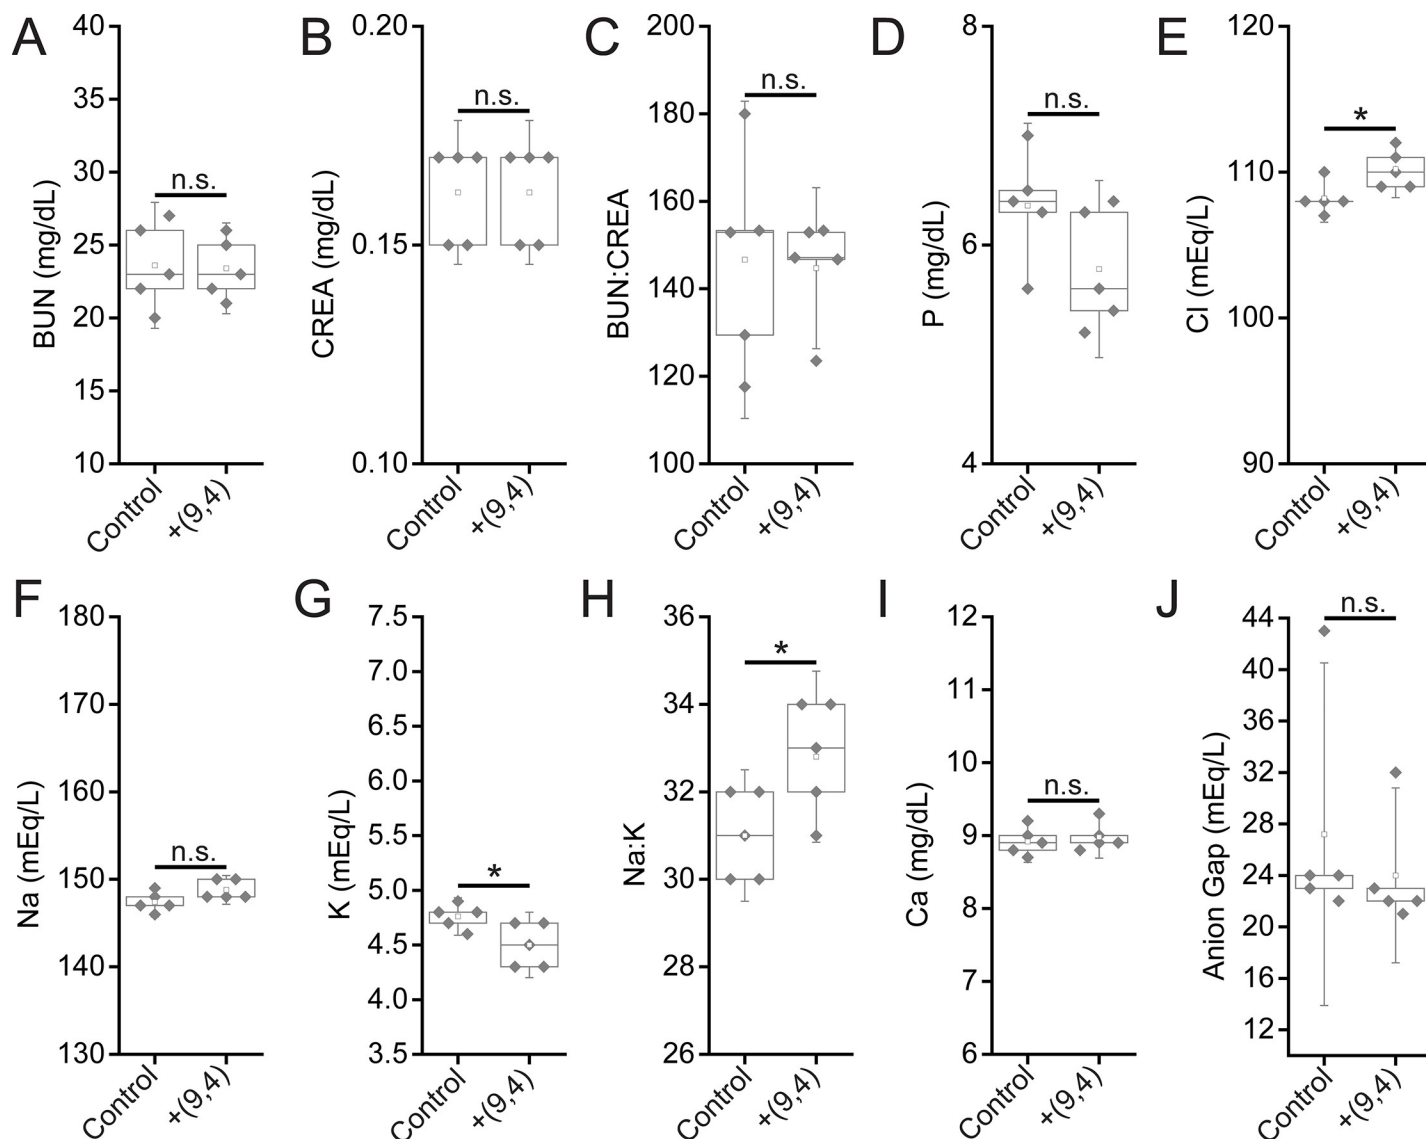 A
BUN (mg/dL)
40
35
30
25
20
15
10
n.s.
Control
+(9,4)
B
CREA (mg/dL)
0.20
0.15
0.10
n.s.
Control
+(9,4)
C
BUN:CREA
200
180
160
140
120
100
n.s.
Control
+(9,4)
D
P (mg/dL)
8
6
4
n.s.
Control
+(9,4)
E
Cl (mEq/L)
120
110
100
90
*
Control
+(9,4)
F
Na (mEq/L)
180
170
160
150
140
130
n.s.
Control
+(9,4)
G
K (mEq/L)
7.5
7.0
6.5
6.0
5.5
5.0
4.5
4.0
3.5
*
Control
+(9,4)
H
Na:K
36
34
32
30
28
26
*
Control
+(9,4)
I
Ca (mg/dL)
12
11
10
9
8
7
6
n.s.
Control
+(9,4)
J
Anion Gap (mEq/L)
44
40
36
32
28
24
20
16
12
n.s.
Control
+(9,4)